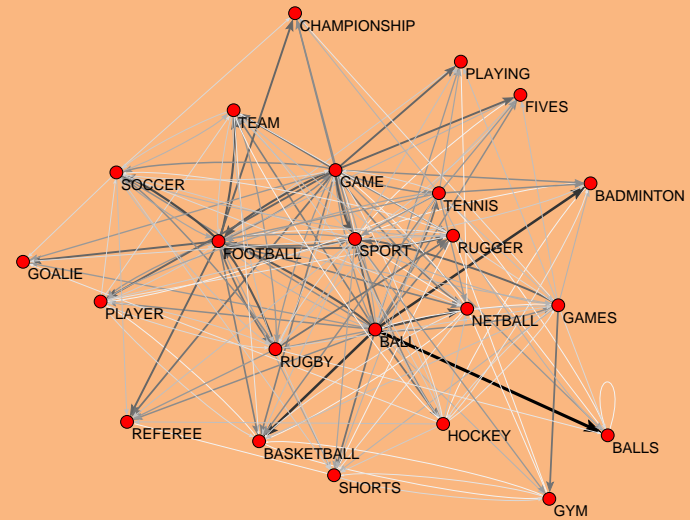 CHAMPIONSHIP
PLAYING
FIVES
TEAM
GAME
SOCCER
BADMINTON
TENNIS
FOOTBALL
SPORT
RUGGER
GOALIE
PLAYER
NETBALL
GAMES
BALL
RUGBY
REFEREE
HOCKEY
BALLS
BASKETBALL
SHORTS
GYM